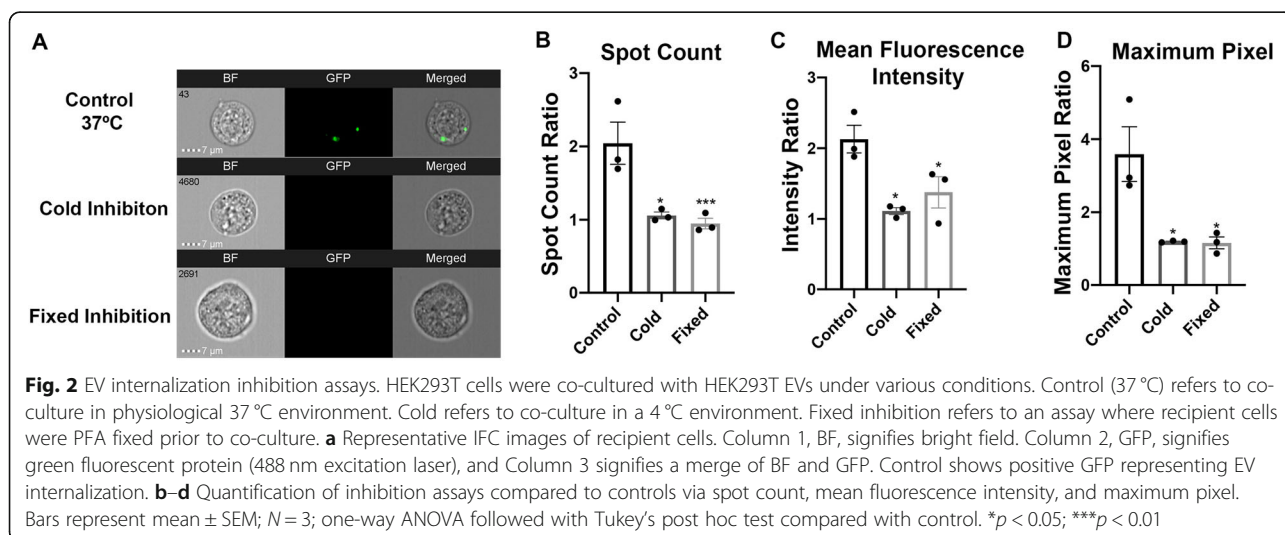 A
BF GFP Merged
Control
37ºC
43
7 µm
BF GFP Merged
Cold Inhibiton
4680
7 µm
BF GFP Merged
Fixed Inhibition
2691
7 µm
B
Spot Count
Spot Count Ratio
3
2
1
0
*
***
Control
Cold
Fixed
C
Mean Fluorescence
Intensity
Intensity Ratio
3
2
1
0
*
*
Control
Cold
Fixed
D
Maximum Pixel
Maximum Pixel Ratio
6
4
2
0
*
*
Control
Cold
Fixed
Fig. 2 EV internalization inhibition assays. HEK293T cells were co-cultured with HEK293T EVs under various conditions. Control (37 °C) refers to co-
culture in physiological 37 °C environment. Cold refers to co-culture in a 4 °C environment. Fixed inhibition refers to an assay where recipient cells
were PFA fixed prior to co-culture. a Representative IFC images of recipient cells. Column 1, BF, signifies bright field. Column 2, GFP, signifies
green fluorescent protein (488 nm excitation laser), and Column 3 signifies a merge of BF and GFP. Control shows positive GFP representing EV
internalization. b–d Quantification of inhibition assays compared to controls via spot count, mean fluorescence intensity, and maximum pixel.
Bars represent mean ± SEM; N = 3; one-way ANOVA followed with Tukey's post hoc test compared with control. *p < 0.05; ***p < 0.01